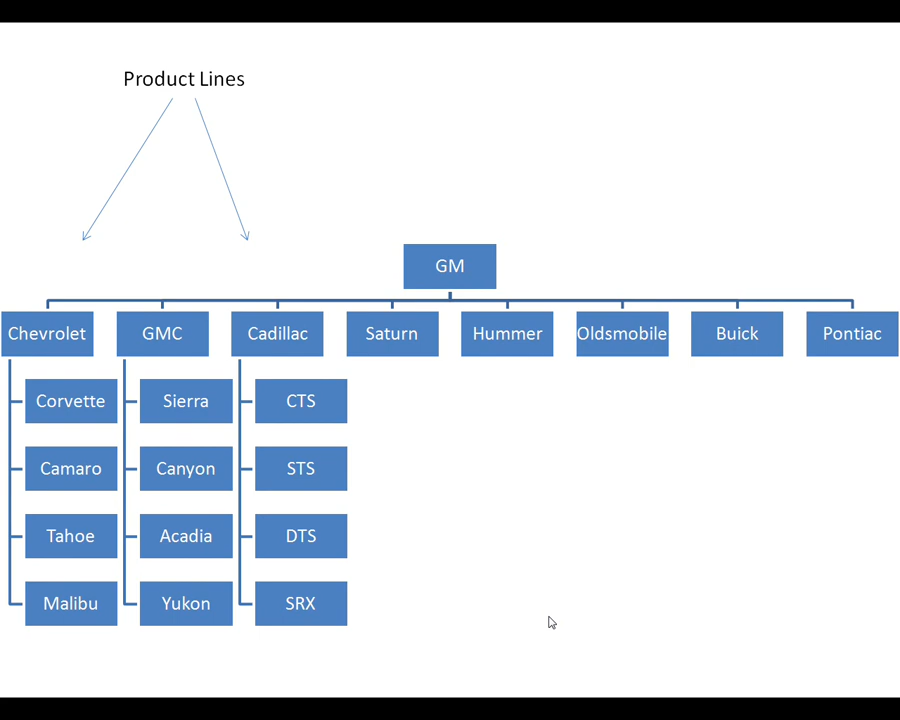 Product Lines
GM
Chevrolet
GMC
Cadillac
Saturn
Hummer
Oldsmobile
Buick
Pontiac
Corvette
Sierra
CTS
Camaro
Canyon
STS
Tahoe
Acadia
DTS
Malibu
Yukon
SRX